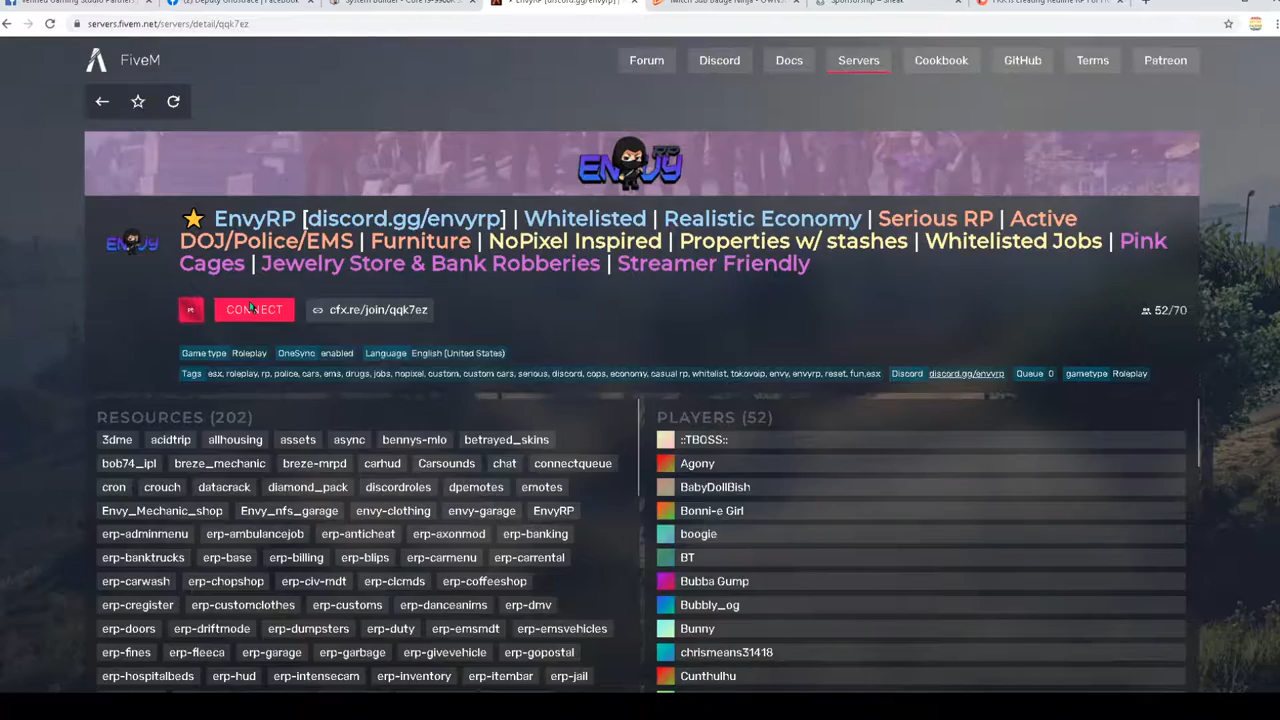 (2) Deputy Ghostface | Facebook
servers.fivem.net/servers/detail/qqk7ez
FiveM
Forum Discord Docs Servers Cookbook GitHub Terms Patreon
ENVY RP
⭐ EnvyRP [discord.gg/envyrp] | Whitelisted | Realistic Economy | Serious RP | Active
DOJ/Police/EMS | Furniture | NoPixel Inspired | Properties w/ stashes | Whitelisted Jobs | Pink
Cages | Jewelry Store & Bank Robberies | Streamer Friendly
ENVY
CONNECT cfx.re/join/qqk7ez 52/70
Game type Roleplay OneSync enabled Language English (United States)
Tags esx, roleplay, rp, police, cars, ems, drugs, jobs, nopixel, custom, custom cars, serious, discord, cops, economy, casual rp, whitelist, tokovoip, envy, envyrp, reset, fun,esx Discord discord.gg/envyrp Queue 0 gametype Roleplay
RESOURCES (202)
3dme acidtrip allhousing assets async bennys-mlo betrayed_skins
bob74_ipl breze_mechanic breze-mrpd carhud Carsounds chat connectqueue
cron crouch datacrack diamond_pack discordroles dpemotes emotes
Envy_Mechanic_shop Envy_nfs_garage envy-clothing envy-garage EnvyRP
erp-adminmenu erp-ambulancejob erp-anticheat erp-axonmod erp-banking
erp-banktrucks erp-base erp-billing erp-blips erp-carmenu erp-carrental
erp-carwash erp-chopshop erp-civ-mdt erp-clcmds erp-coffeeshop
erp-cregister erp-customclothes erp-customs erp-danceanims erp-dmv
erp-doors erp-driftmode erp-dumpsters erp-duty erp-emsmdt erp-emsvehicles
erp-fines erp-fleeca erp-garage erp-garbage erp-givevehicle erp-gopostal
erp-hospitalbeds erp-hud erp-intensecam erp-inventory erp-itembar erp-jail
PLAYERS (52)
::TBOSS::
Agony
BabyDollBish
Bonni-e Girl
boogie
BT
Bubba Gump
Bubbly_og
Bunny
chrismeans31418
Cunthulhu